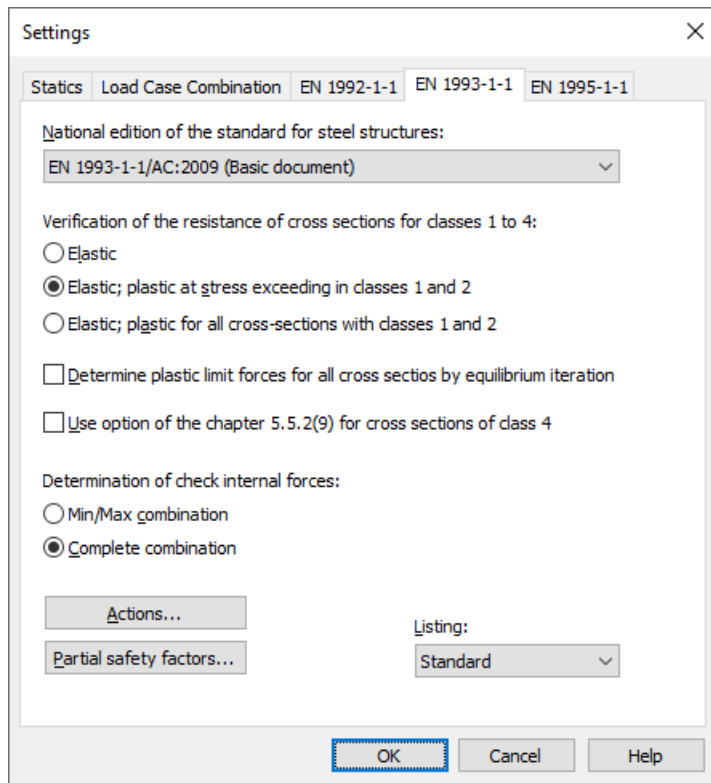 Settings
Statics Load Case Combination EN 1992-1-1 EN 1993-1-1 EN 1995-1-1
National edition of the standard for steel structures:
EN 1993-1-1/AC:2009 (Basic document)
Verification of the resistance of cross sections for classes 1 to 4:
Elastic
Elastic; plastic at stress exceeding in classes 1 and 2
Elastic; plastic for all cross-sections with classes 1 and 2
Determine plastic limit forces for all cross sectios by equilibrium iteration
Use option of the chapter 5.5.2(9) for cross sections of class 4
Determination of check internal forces:
Min/Max combination
Complete combination
Actions...
Listing:
Partial safety factors...
Standard
OK Cancel Help